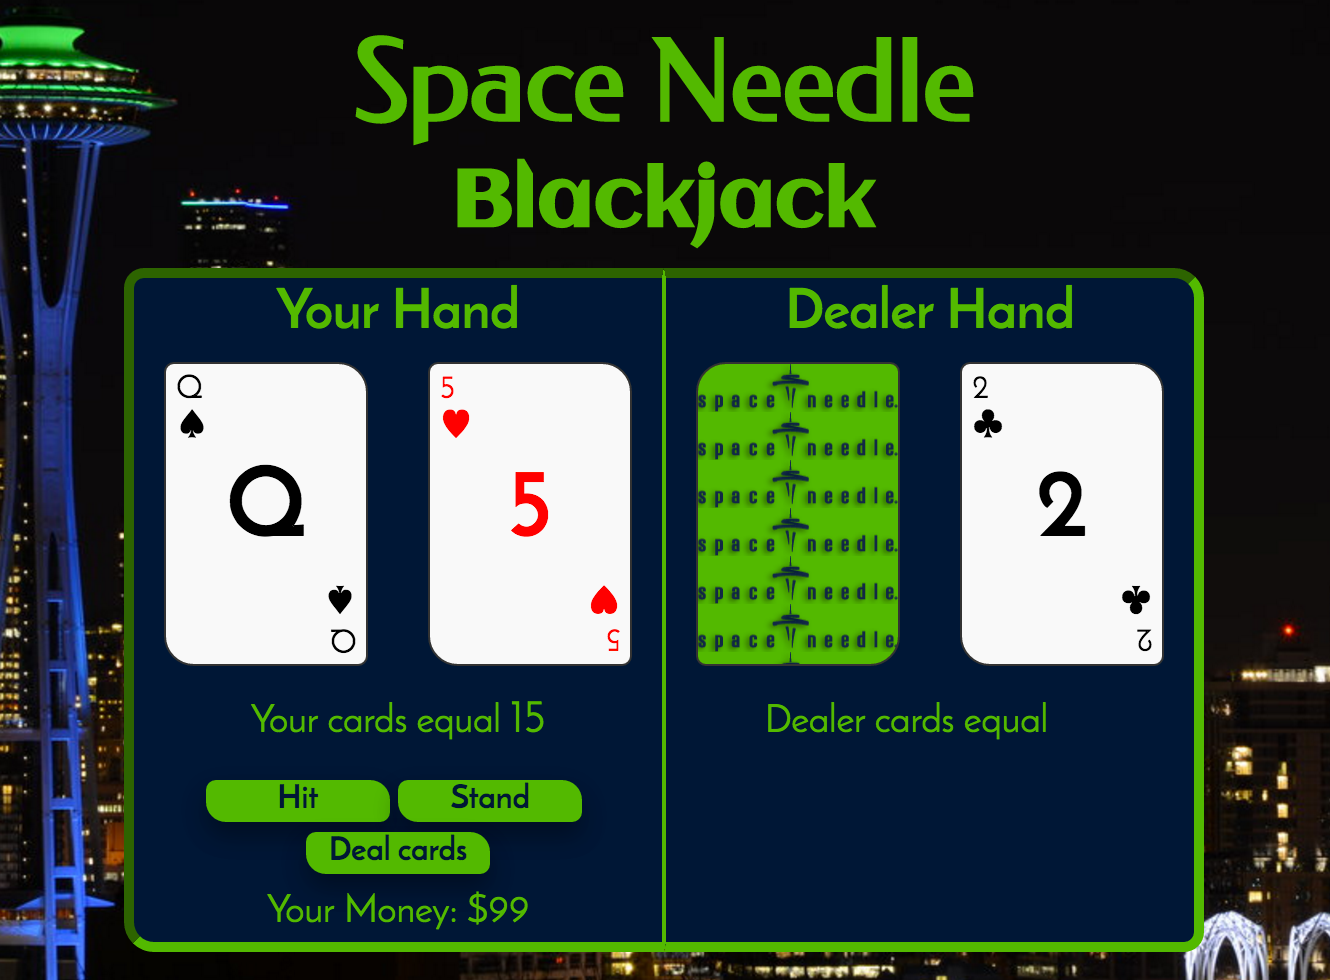 Space Needle
Blackjack
Your Hand
Dealer Hand
Q
Q
Q
5
5
5
space needle.
space needle.
space needle.
space needle.
space needle.
space needle.
2
2
2
Your cards equal 15
Dealer cards equal
Hit
Stand
Deal cards
Your Money: $99